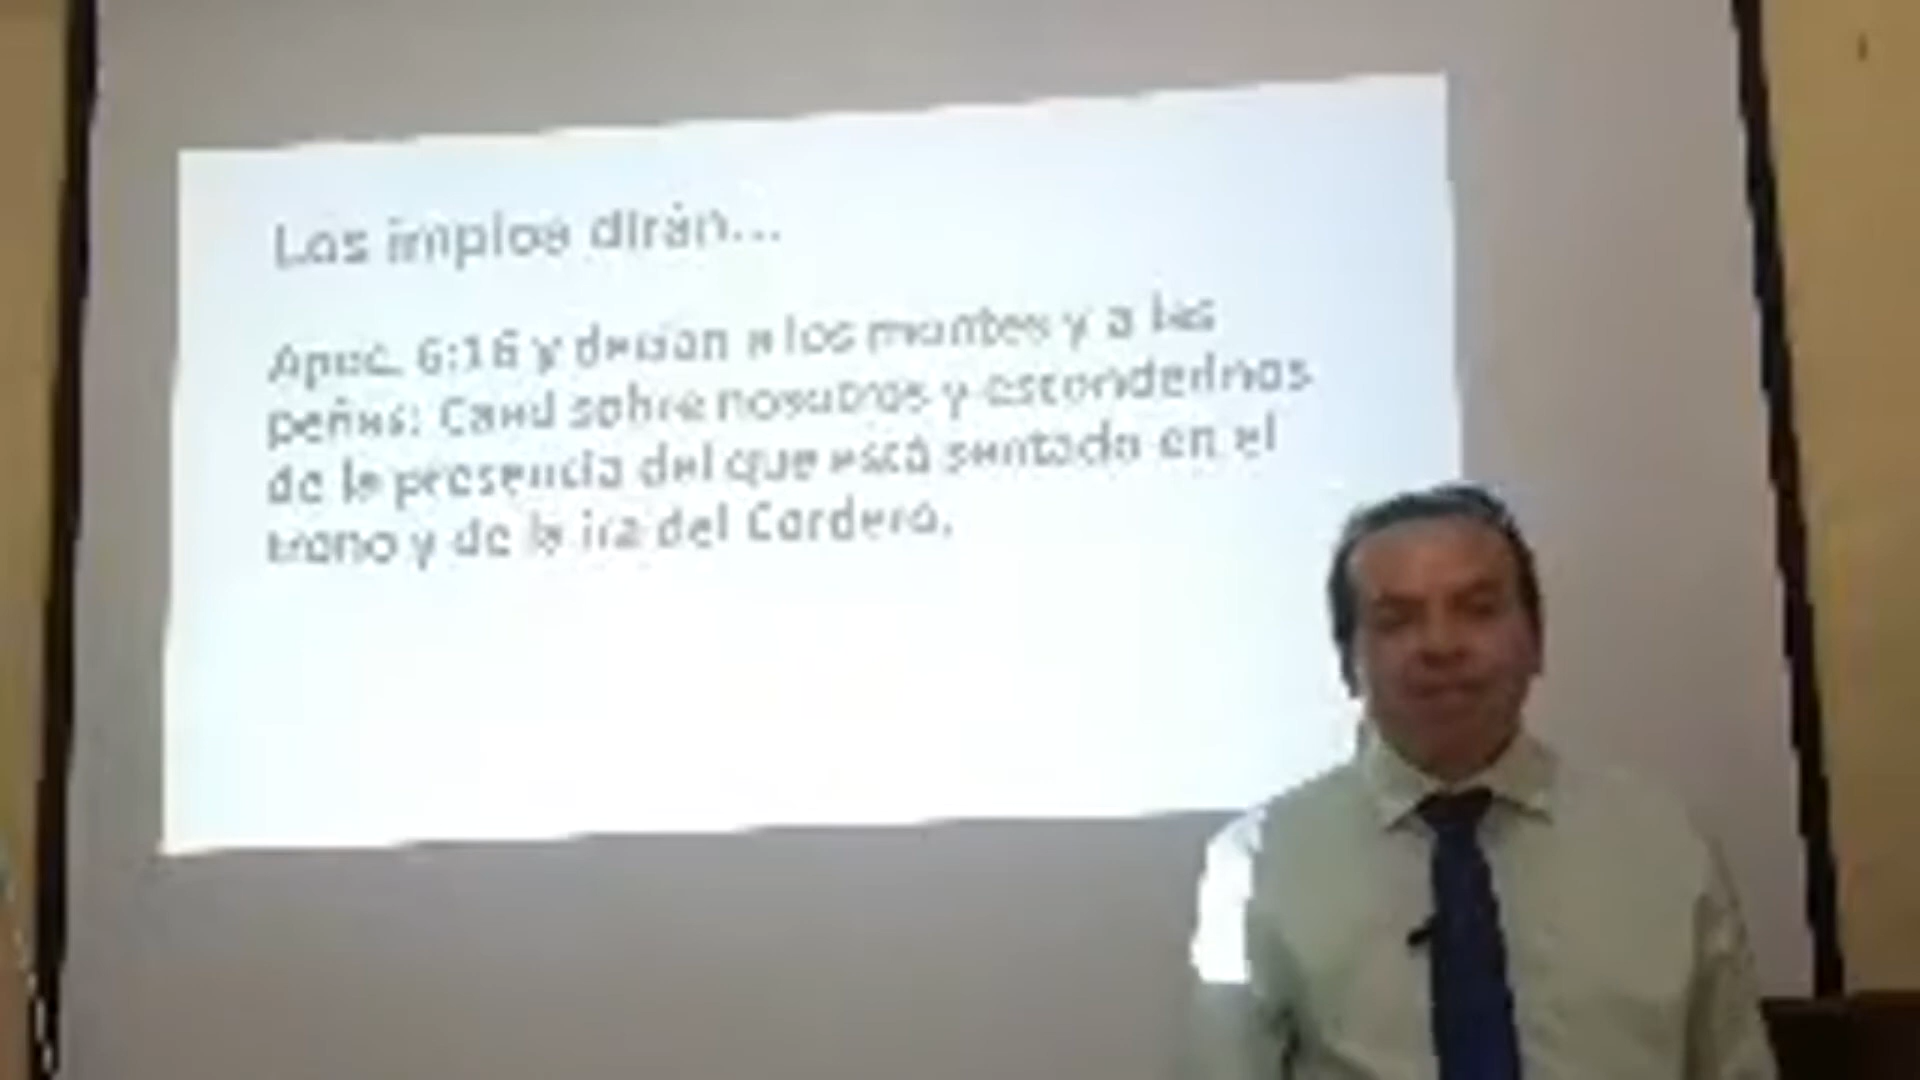 Los impíos dirán...
Apoc. 6:16 y decían a los montes y a las
peñas: Caed sobre nosotros y escondednos
de la presencia del que está sentado en el
trono y de la ira del Cordero.